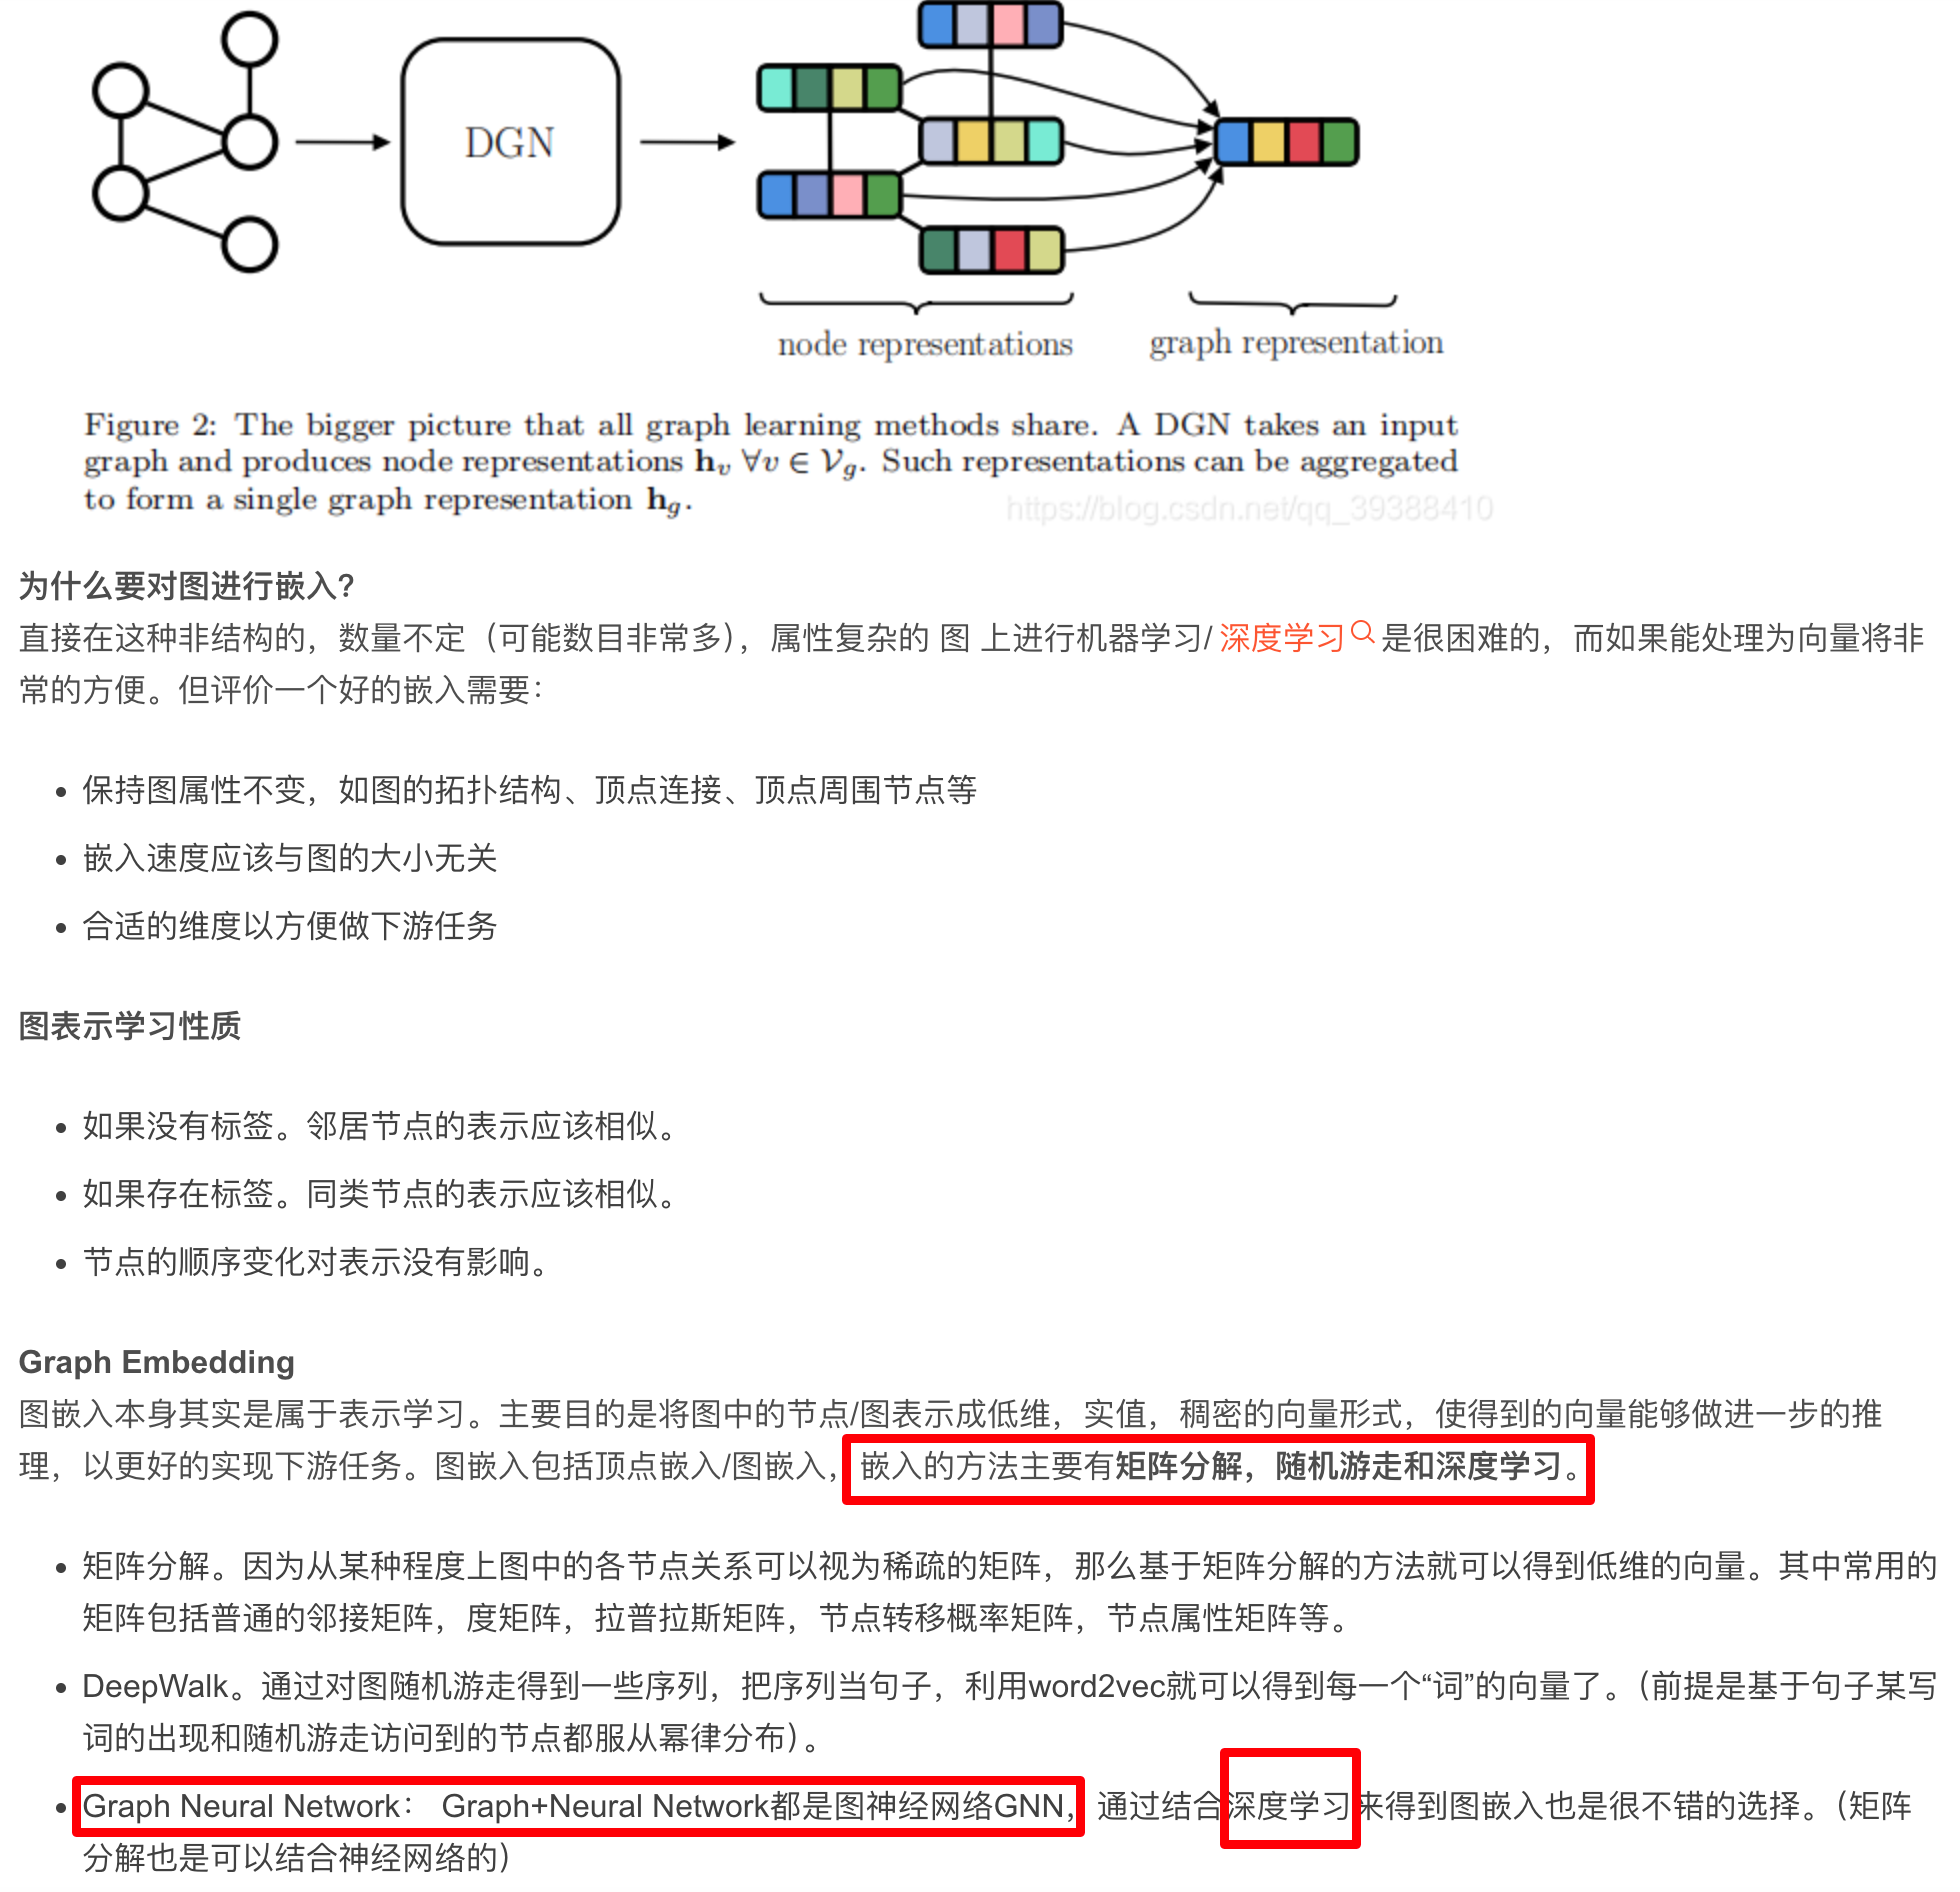 DGN
node representations
graph representation
Figure 2: The bigger picture that all graph learning methods share. A DGN takes an input
graph and produces node representations h_v ∀v ∈ V_g. Such representations can be aggregated
to form a single graph representation h_g.
https://blog.csdn.net/qq_39388410
为什么要对图进行嵌入？
直接在这种非结构的，数量不定（可能数目非常多），属性复杂的 图 上进行机器学习/ 深度学习是很困难的，而如果能处理为向量将非
常的方便。但评价一个好的嵌入需要：
• 保持图属性不变，如图的拓扑结构、顶点连接、顶点周围节点等
• 嵌入速度应该与图的大小无关
• 合适的维度以方便做下游任务
图表示学习性质
• 如果没有标签。邻居节点的表示应该相似。
• 如果存在标签。同类节点的表示应该相似。
• 节点的顺序变化对表示没有影响。
Graph Embedding
图嵌入本身其实是属于表示学习。主要目的是将图中的节点/图表示成低维，实值，稠密的向量形式，使得到的向量能够做进一步的推
理，以更好的实现下游任务。图嵌入包括顶点嵌入/图嵌入，嵌入的方法主要有矩阵分解，随机游走和深度学习。
• 矩阵分解。因为从某种程度上图中的各节点关系可以视为稀疏的矩阵，那么基于矩阵分解的方法就可以得到低维的向量。其中常用的
矩阵包括普通的邻接矩阵，度矩阵，拉普拉斯矩阵，节点转移概率矩阵，节点属性矩阵等。
• DeepWalk。通过对图随机游走得到一些序列，把序列当句子，利用word2vec就可以得到每一个“词”的向量了。（前提是基于句子某写
词的出现和随机游走访问到的节点都服从幂律分布）。
• Graph Neural Network： Graph+Neural Network都是图神经网络GNN，通过结合深度学习来得到图嵌入也是很不错的选择。（矩阵
分解也是可以结合神经网络的）